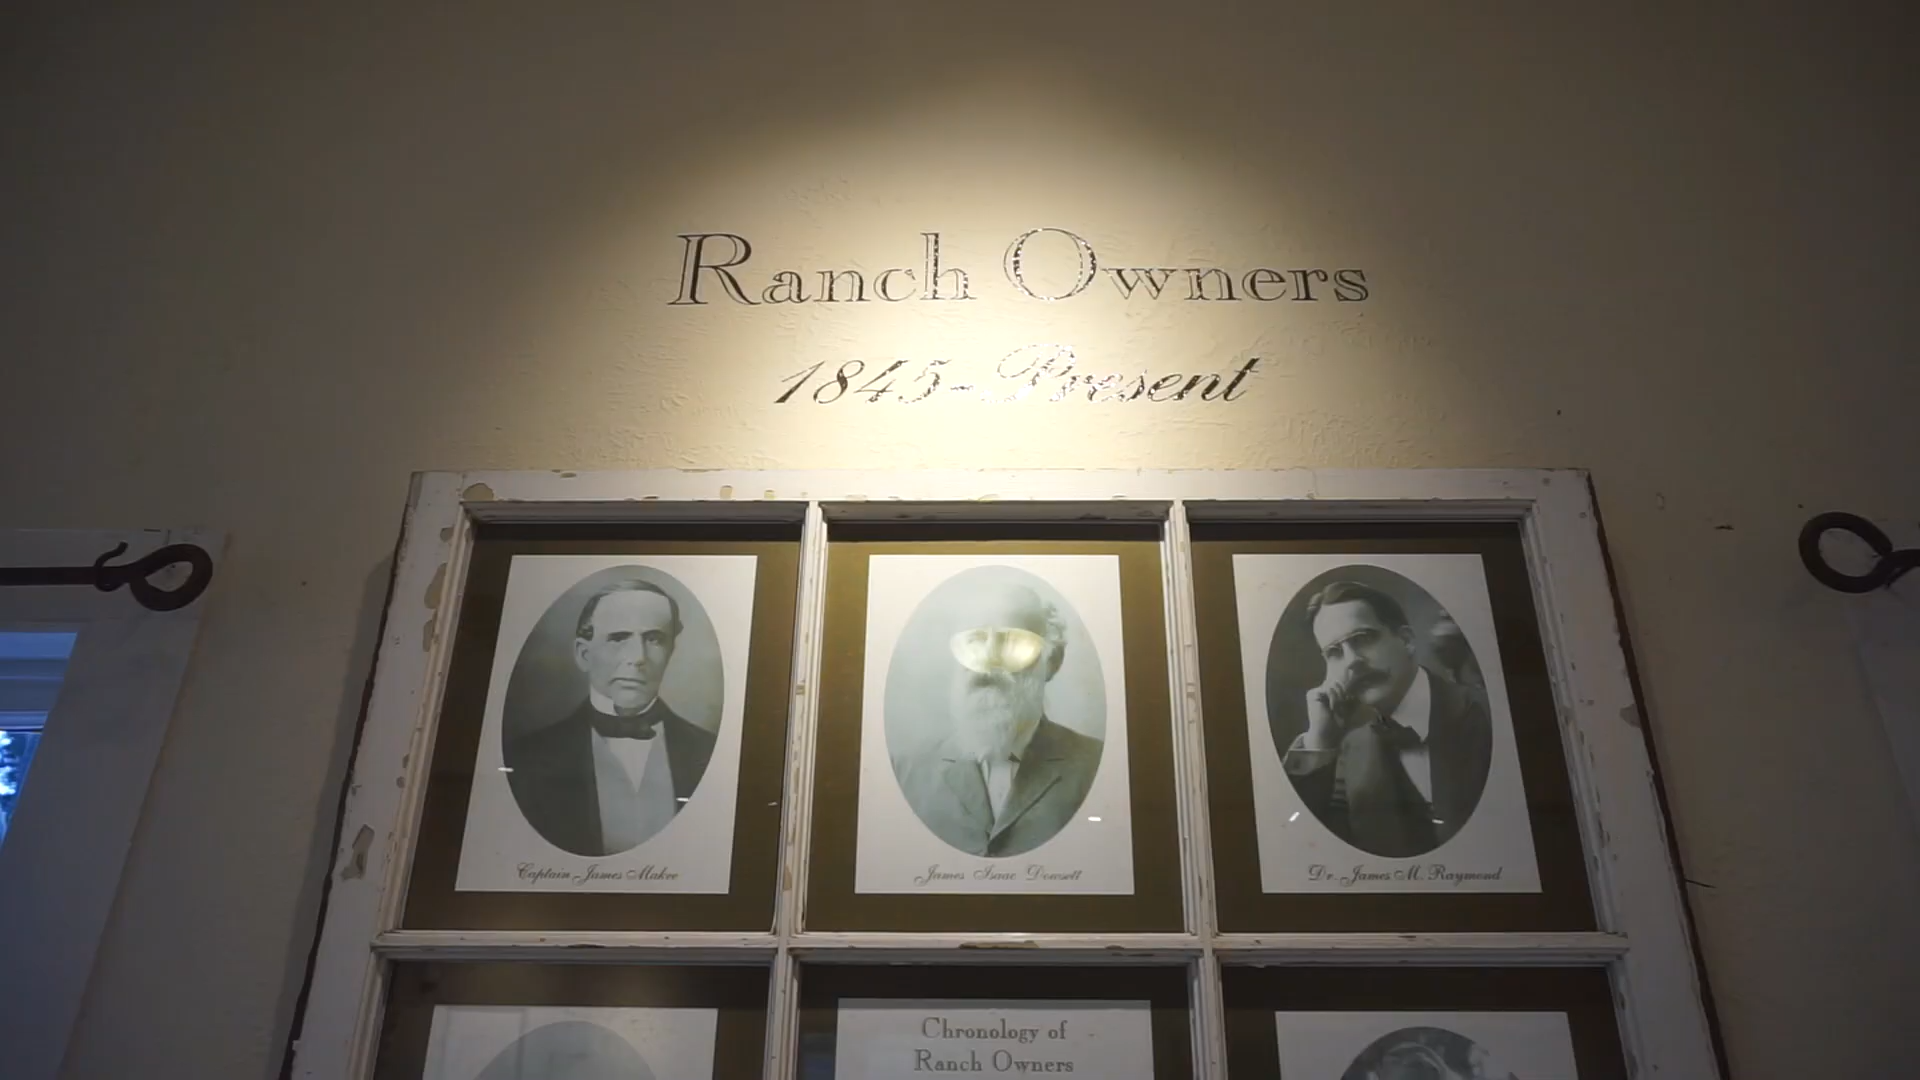 Ranch Owners
1845-Present
Captain James Makee
James Isaac Dowsett
Dr. James M. Raymond
Chronology of
Ranch Owners